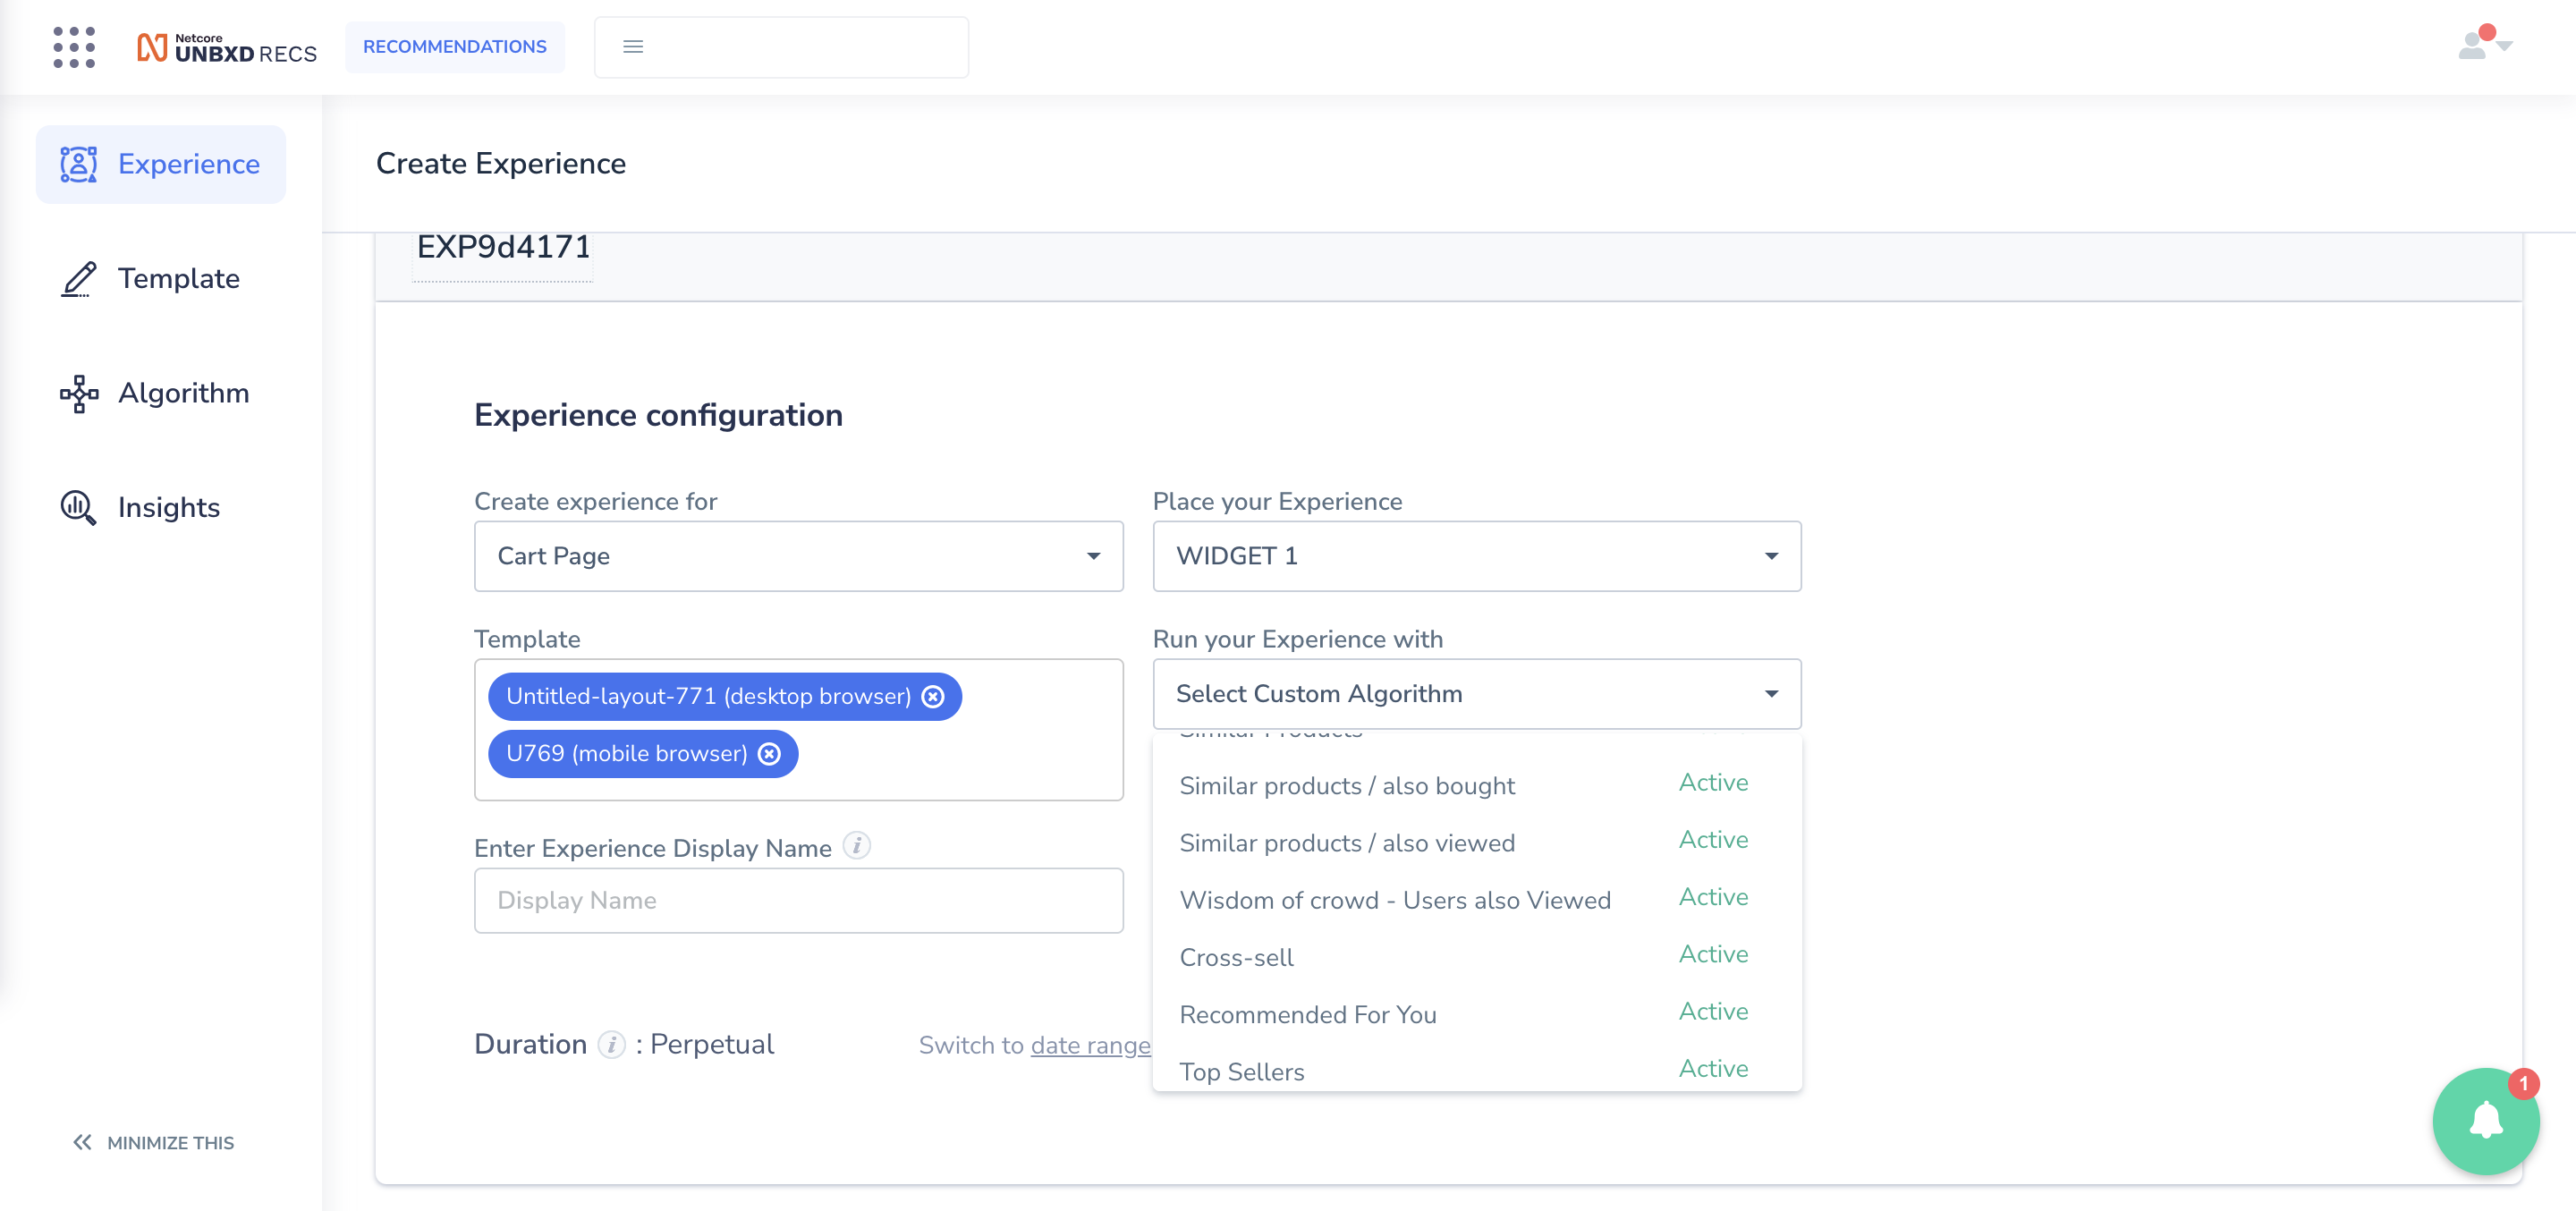 Netcore
UNBXD RECS
RECOMMENDATIONS
Experience
Template
Algorithm
Insights
MINIMIZE THIS
Create Experience
EXP9d4171
Experience configuration
Create experience for
Cart Page
Place your Experience
WIDGET 1
Template
Untitled-layout-771 (desktop browser)
U769 (mobile browser)
Run your Experience with
Select Custom Algorithm
Similar Products
Similar products / also bought Active
Similar products / also viewed Active
Wisdom of crowd - Users also Viewed Active
Cross-sell Active
Recommended For You Active
Top Sellers Active
Enter Experience Display Name i
Display Name
Duration i : Perpetual
Switch to date range
1